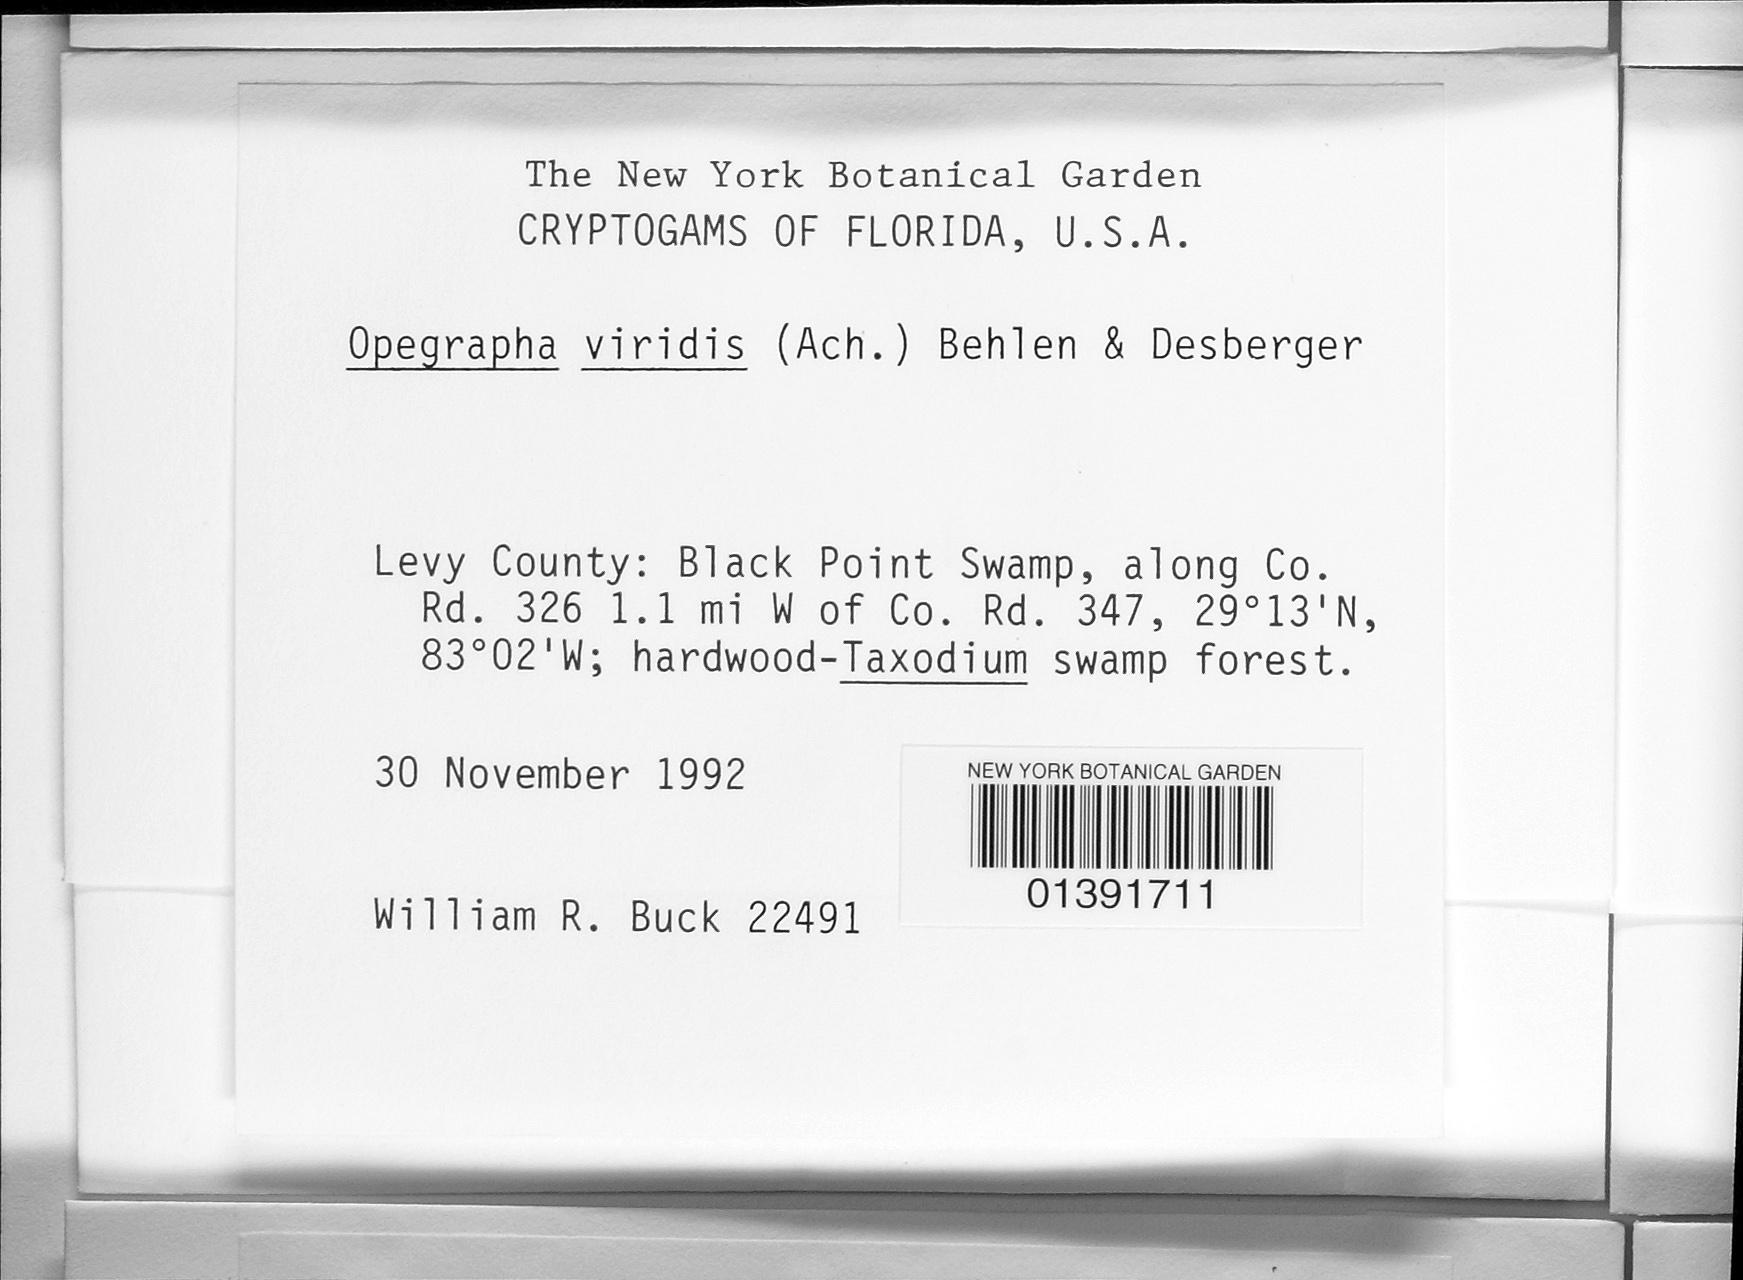 The New York Botanical Garden
CRYPTOGAMS OF FLORIDA, U.S.A.
Opegrapha viridis (Ach.) Behlen & Desberger
Levy County: Black Point Swamp, along Co.
Rd. 326 1.1 mi W of Co. Rd. 347, 29°13'N,
83°02'W; hardwood-Taxodium swamp forest.
30 November 1992
NEW YORK BOTANICAL GARDEN
01391711
William R. Buck 22491